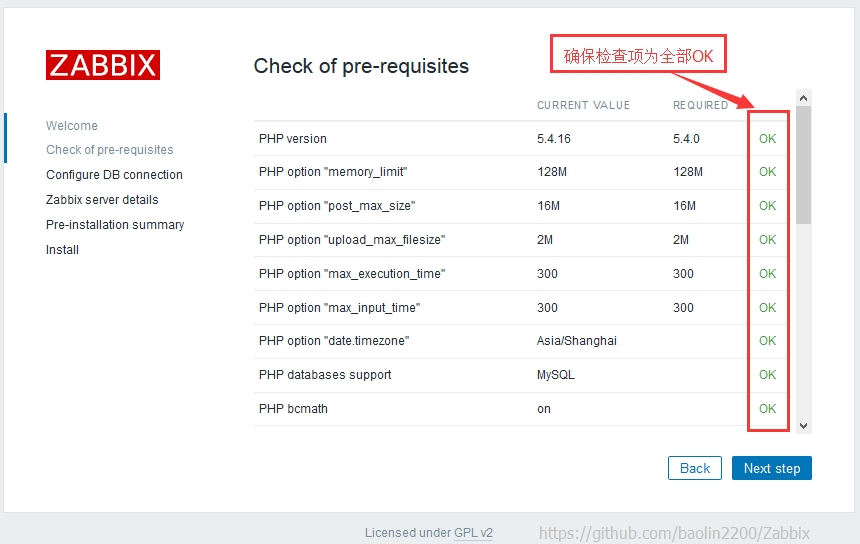 ZABBIX
Check of pre-requisites
确保检查项为全部OK
Welcome
Check of pre-requisites
Configure DB connection
Zabbix server details
Pre-installation summary
Install
CURRENT VALUE REQUIRED
PHP version 5.4.16 5.4.0 OK
PHP option "memory_limit" 128M 128M OK
PHP option "post_max_size" 16M 16M OK
PHP option "upload_max_filesize" 2M 2M OK
PHP option "max_execution_time" 300 300 OK
PHP option "max_input_time" 300 300 OK
PHP option "date.timezone" Asia/Shanghai OK
PHP databases support MySQL OK
PHP bcmath on OK
Back Next step
Licensed under GPL v2
https://github.com/baolin2200/Zabbix